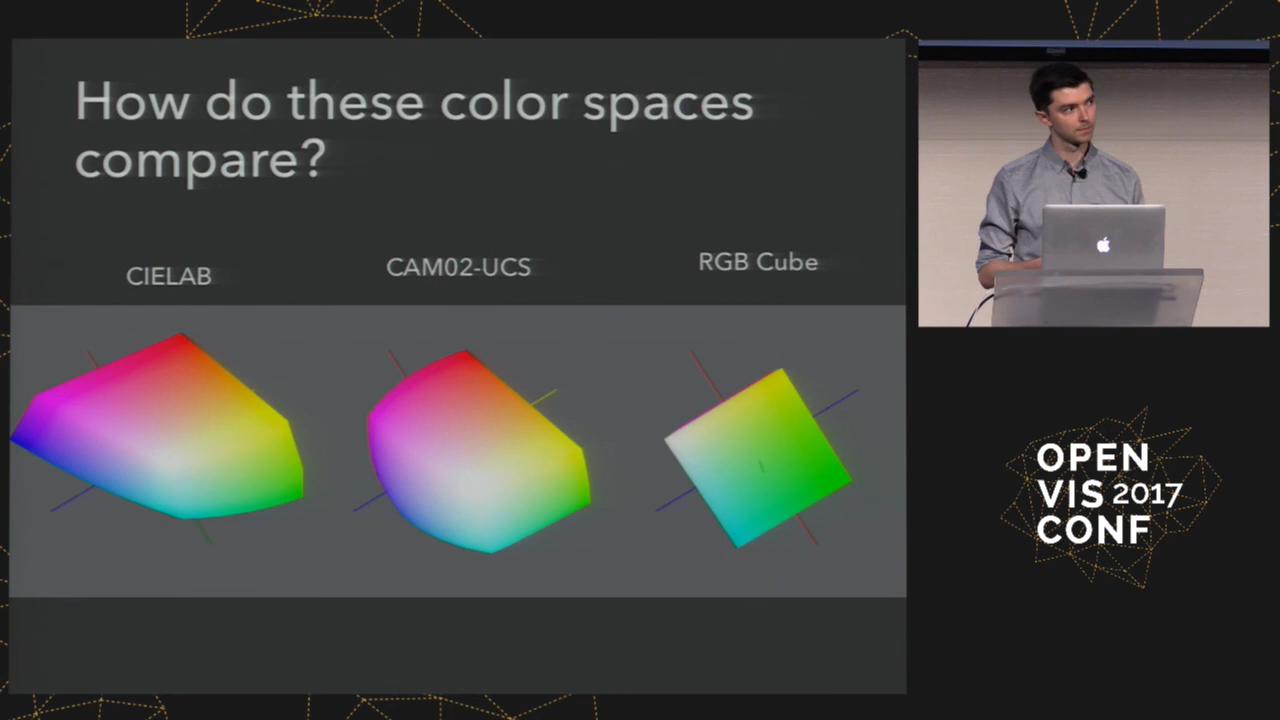 How do these color spaces
compare?
CIELAB
CAM02-UCS
RGB Cube
OPEN
VIS 2017
CONF